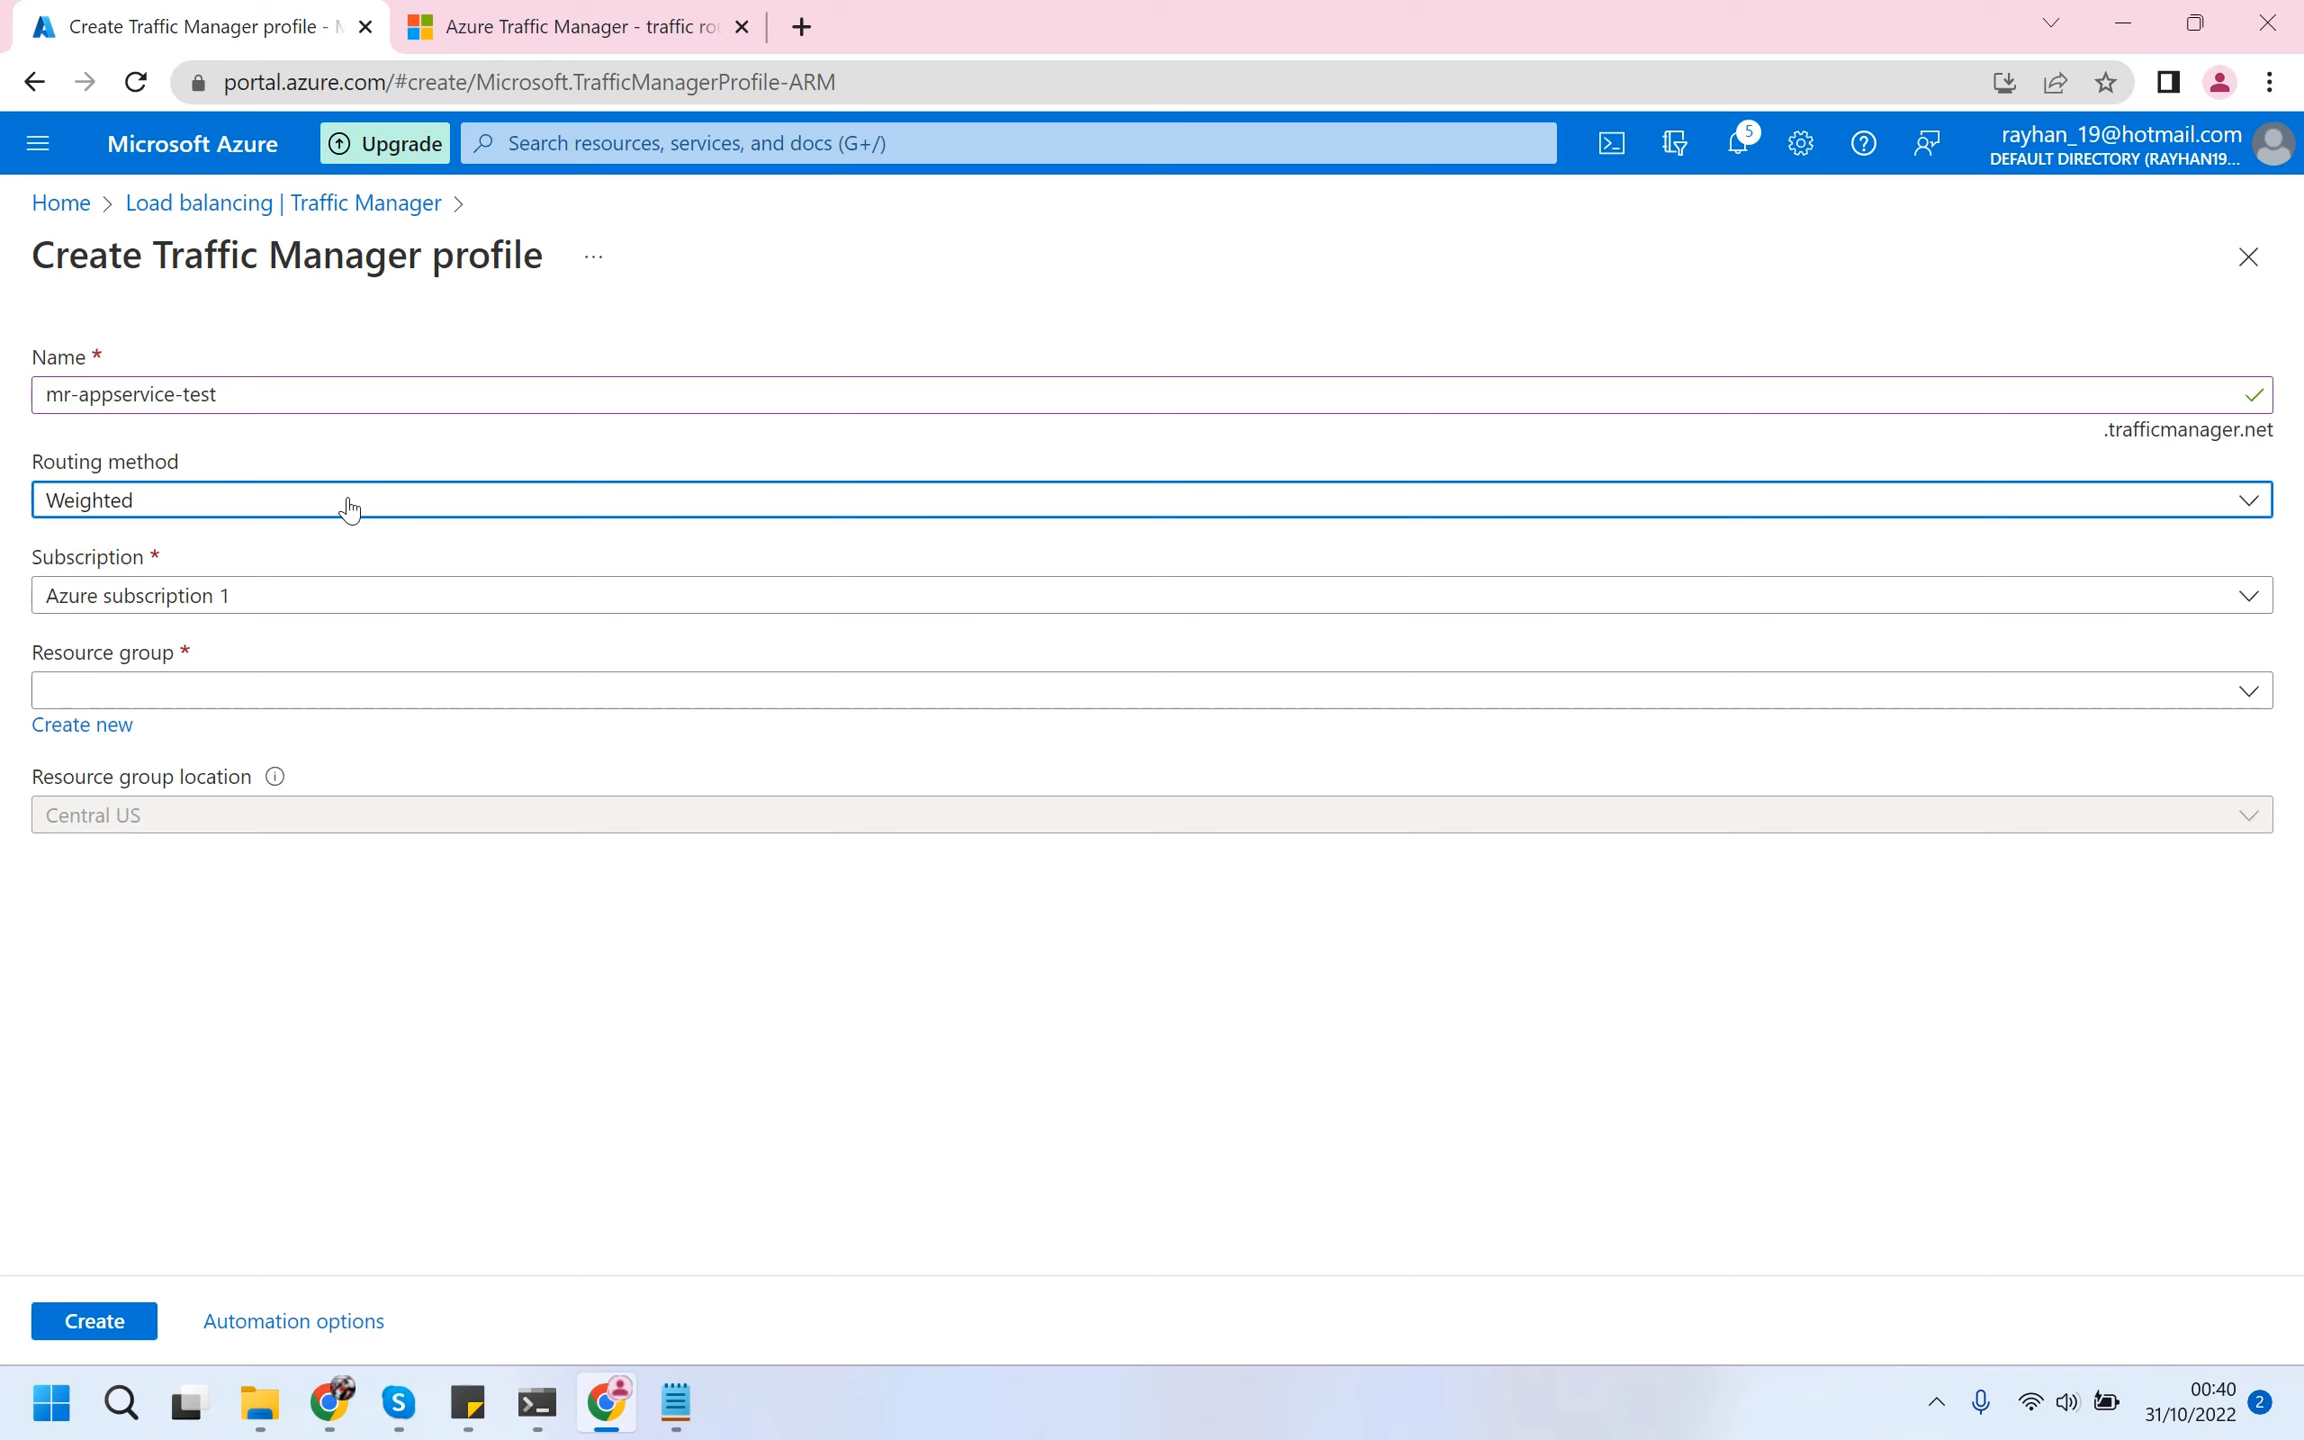 Create Traffic Manager profile -
Azure Traffic Manager - traffic
portal.azure.com/#create/Microsoft.TrafficManagerProfile-ARM
Microsoft Azure
Upgrade
Search resources, services, and docs (G+/)
5
rayhan_19@hotmail.com
DEFAULT DIRECTORY (RAYHAN19...
Home > Load balancing | Traffic Manager >
Create Traffic Manager profile ...
Name *
mr-appservice-test
.trafficmanager.net
Routing method
Weighted
Subscription *
Azure subscription 1
Resource group *
Create new
Resource group location
Central US
Create
Automation options
S
00:40
31/10/2022
2